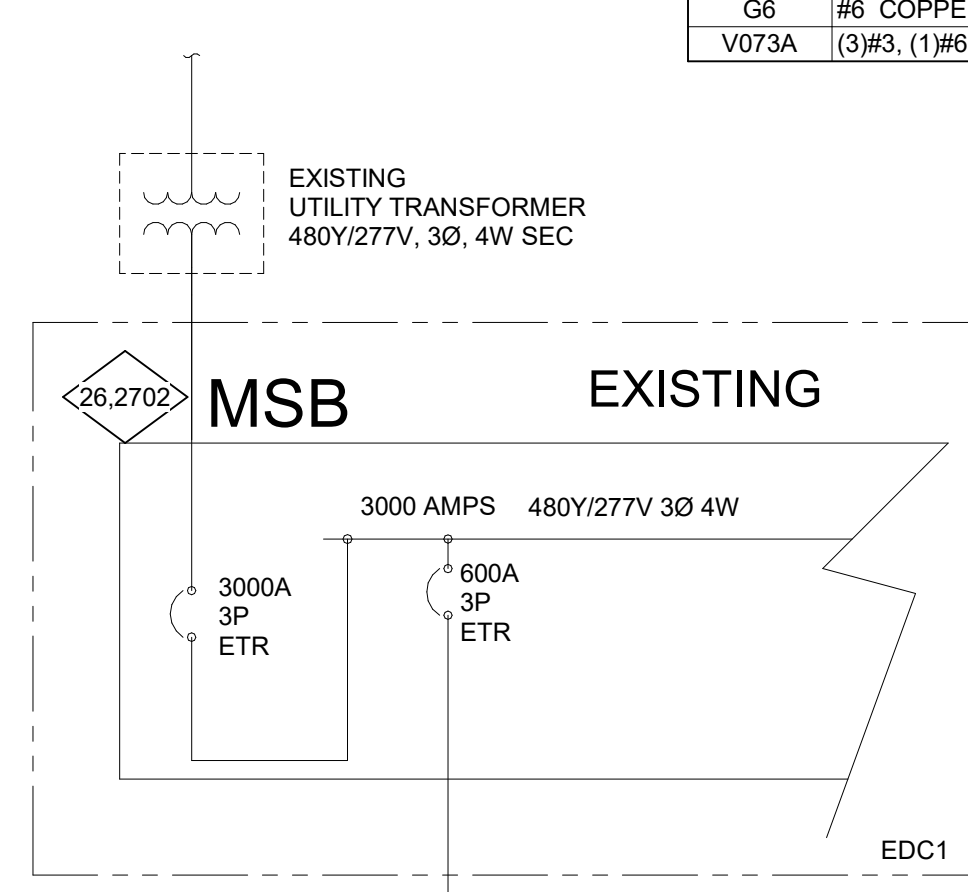 G6 #6 COPPE
V073A (3)#3, (1)#6
EXISTING
UTILITY TRANSFORMER
480Y/277V, 3Ø, 4W SEC
26,2702
MSB
EXISTING
3000 AMPS 480Y/277V 3Ø 4W
3000A
3P
ETR
600A
3P
ETR
EDC1